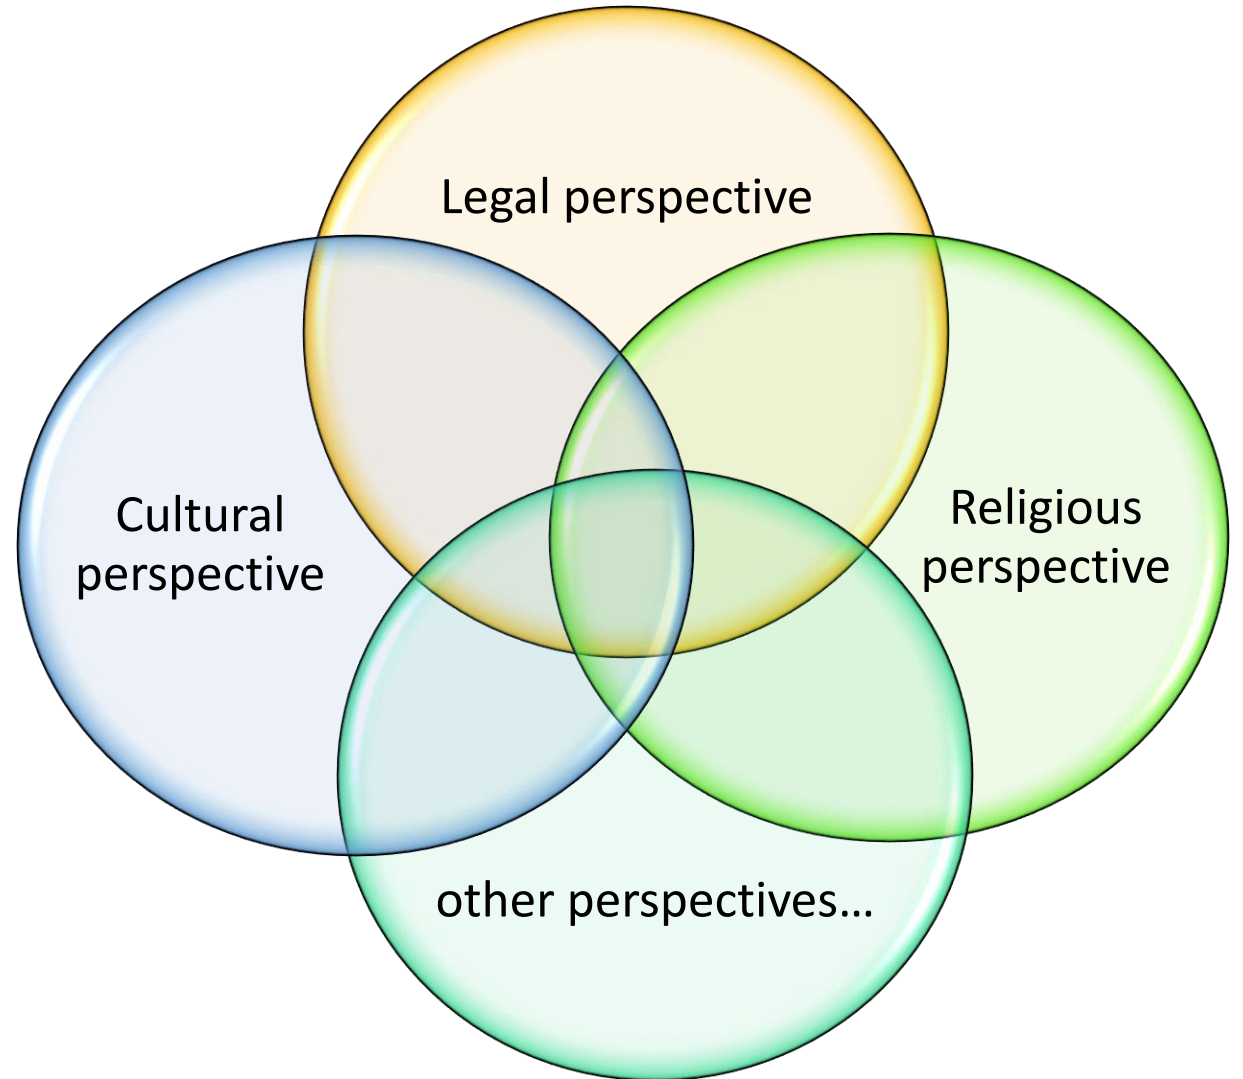 Legal perspective
Cultural
perspective
Religious
perspective
other perspectives...